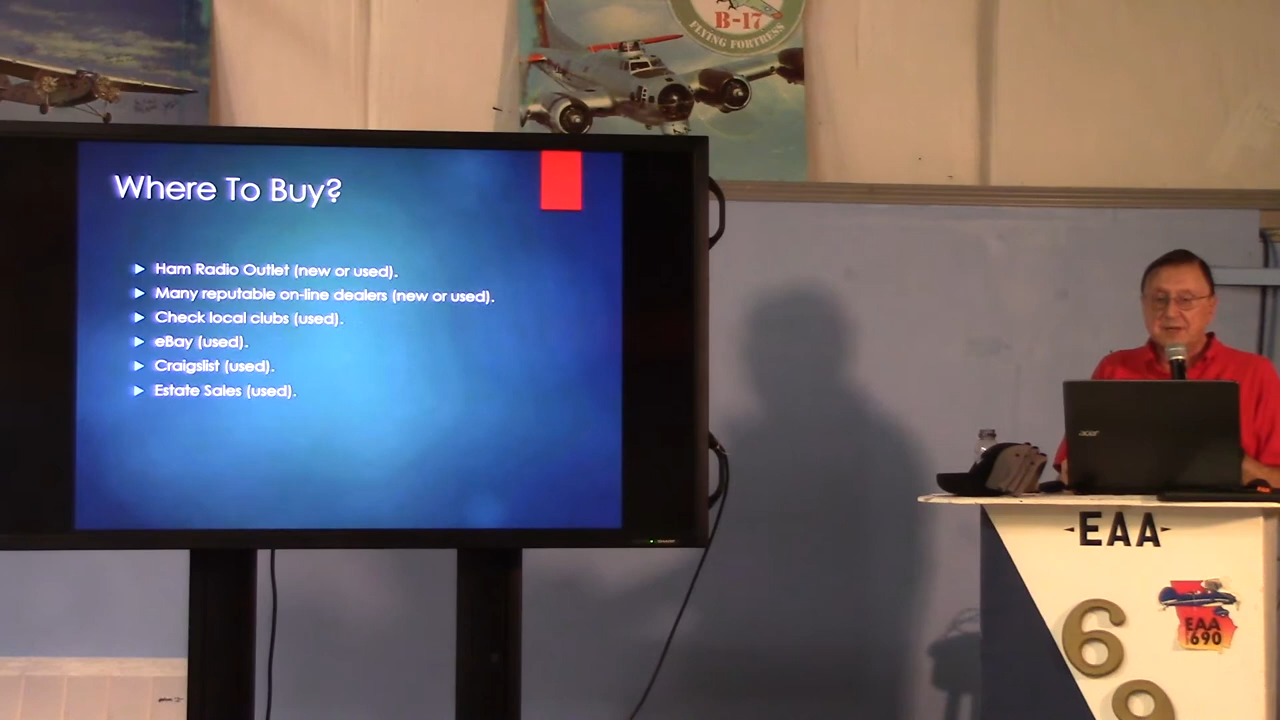 B-17
FLYING FORTRESS
Where To Buy?
Ham Radio Outlet (new or used).
Many reputable on-line dealers (new or used).
Check local clubs (used).
eBay (used).
Craigslist (used).
Estate Sales (used).
acer
EAA
EAA
690
6
9